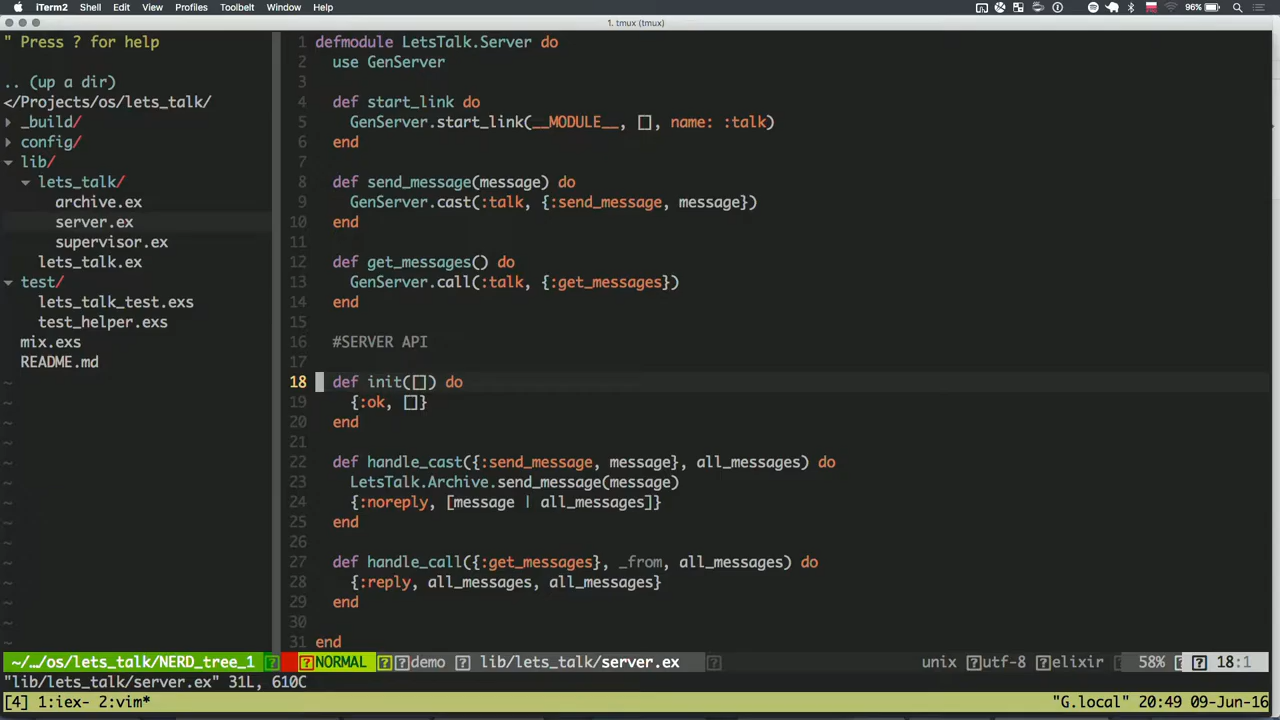 iTerm2 Shell Edit View Profiles Toolbelt Window Help 96%
1. tmux (tmux)
" Press ? for help
.. (up a dir)
</Projects/os/lets_talk/
_build/
config/
lib/
lets_talk/
archive.ex
server.ex
supervisor.ex
lets_talk.ex
test/
lets_talk_test.exs
test_helper.exs
mix.exs
README.md
~
~
~
~
~
~
~
~
~
~
~
~
~
~
1 defmodule LetsTalk.Server do
2 use GenServer
3
4 def start_link do
5 GenServer.start_link(__MODULE__, [], name: :talk)
6 end
7
8 def send_message(message) do
9 GenServer.cast(:talk, {:send_message, message})
10 end
11
12 def get_messages() do
13 GenServer.call(:talk, {:get_messages})
14 end
15
16 #SERVER API
17
18 def init([]) do
19 {:ok, []}
20 end
21
22 def handle_cast({:send_message, message}, all_messages) do
23 LetsTalk.Archive.send_message(message)
24 {:noreply, [message | all_messages]}
25 end
26
27 def handle_call({:get_messages}, _from, all_messages) do
28 {:reply, all_messages, all_messages}
29 end
30
31 end
~/…/os/lets_talk/NERD_tree_1 NORMAL demo lib/lets_talk/server.ex unix utf-8 elixir 58% 18:1
"lib/lets_talk/server.ex" 31L, 610C
[4] 1:iex- 2:vim* "G.local" 20:49 09-Jun-16